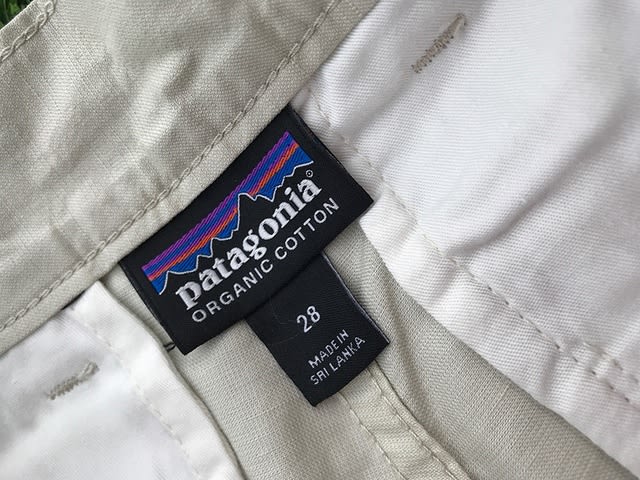 patagonia®
ORGANIC COTTON
28
MADE IN
SRI LANKA